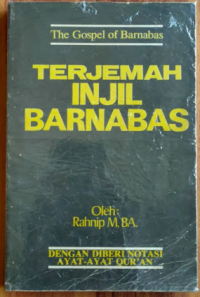 The Gospel of Barnabas
TERJEMAH
INJIL
BARNABAS
Oleh:
Rahnip M, BA.
DENGAN DIBERI NOTASI
AYAT-AYAT QUR'AN